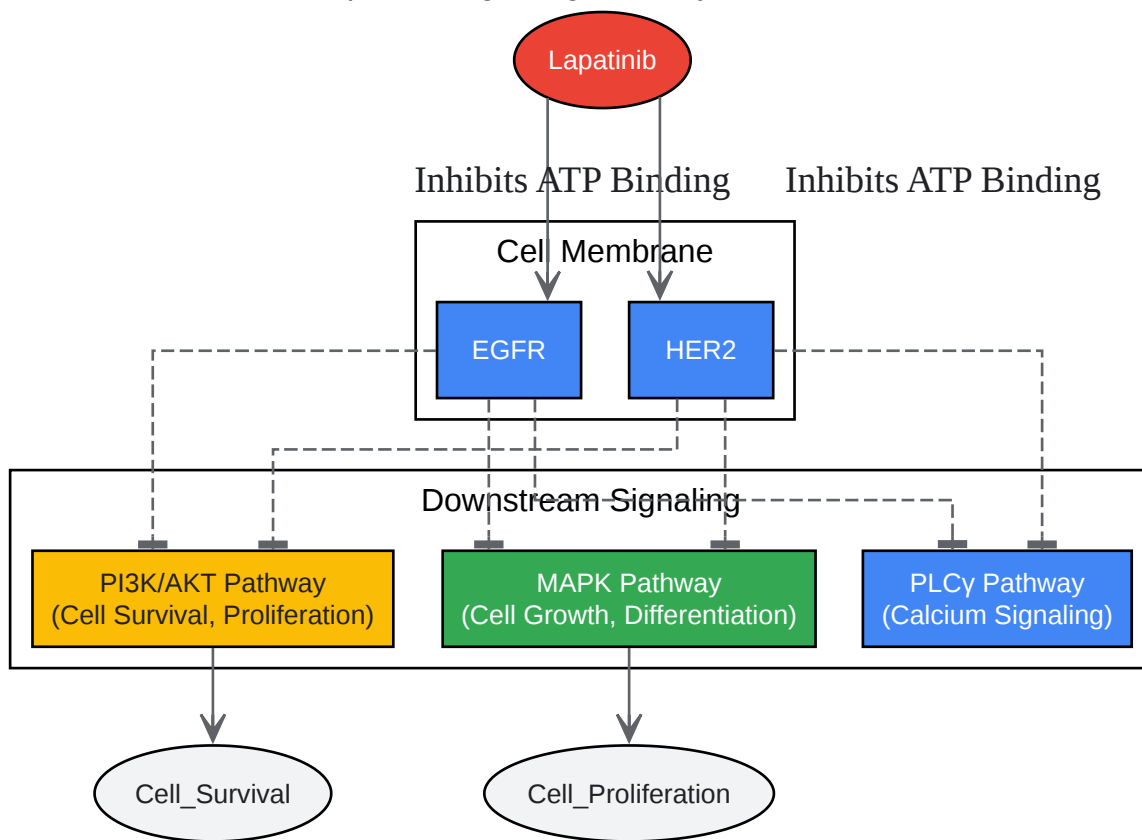 Lapatinib
Inhibits ATP Binding
Inhibits ATP Binding
Cell Membrane
EGFR
HER2
Downstream Signaling
PI3K/AKT Pathway
(Cell Survival, Proliferation)
MAPK Pathway
(Cell Growth, Differentiation)
PLCγ Pathway
(Calcium Signaling)
Cell_Survival
Cell_Proliferation